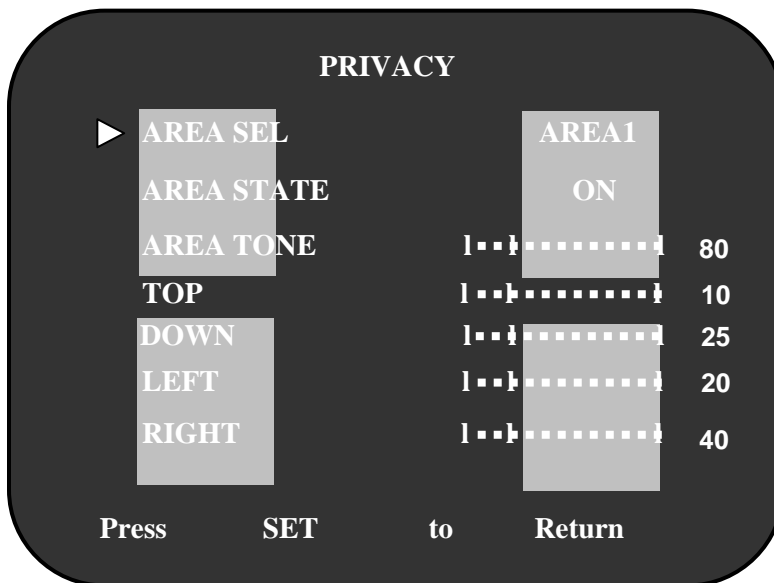 PRIVACY
AREA SEL AREA1
AREA STATE ON
AREA TONE 80
TOP 10
DOWN 25
LEFT 20
RIGHT 40
Press SET to Return